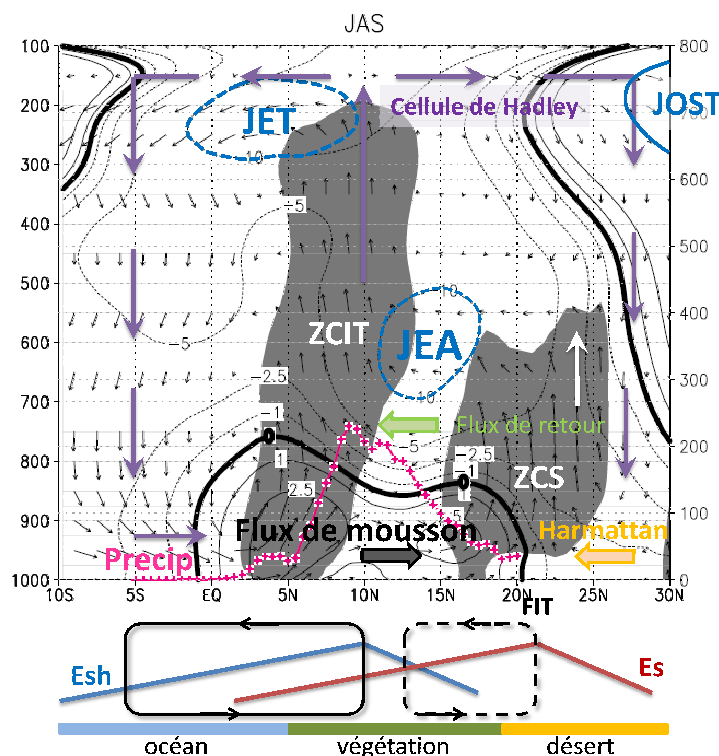 JAS
100
800
JET
Cellule de Hadley
JOST
200
10
300
600
-5
400
500
500
10
400
ZCIT
JEA
600
-5
300
2.5
10
700
-1
Flux de retour
200
0
-5
-2.5
800
1
-1
ZCS
0
1
2.5
900
Flux de mousson
Harmattan
100
Precip
1000
0
10S
5S
EQ
5N
10N
15N
20N
25N
30N
FIT
Esh
Es
océan
végétation
désert